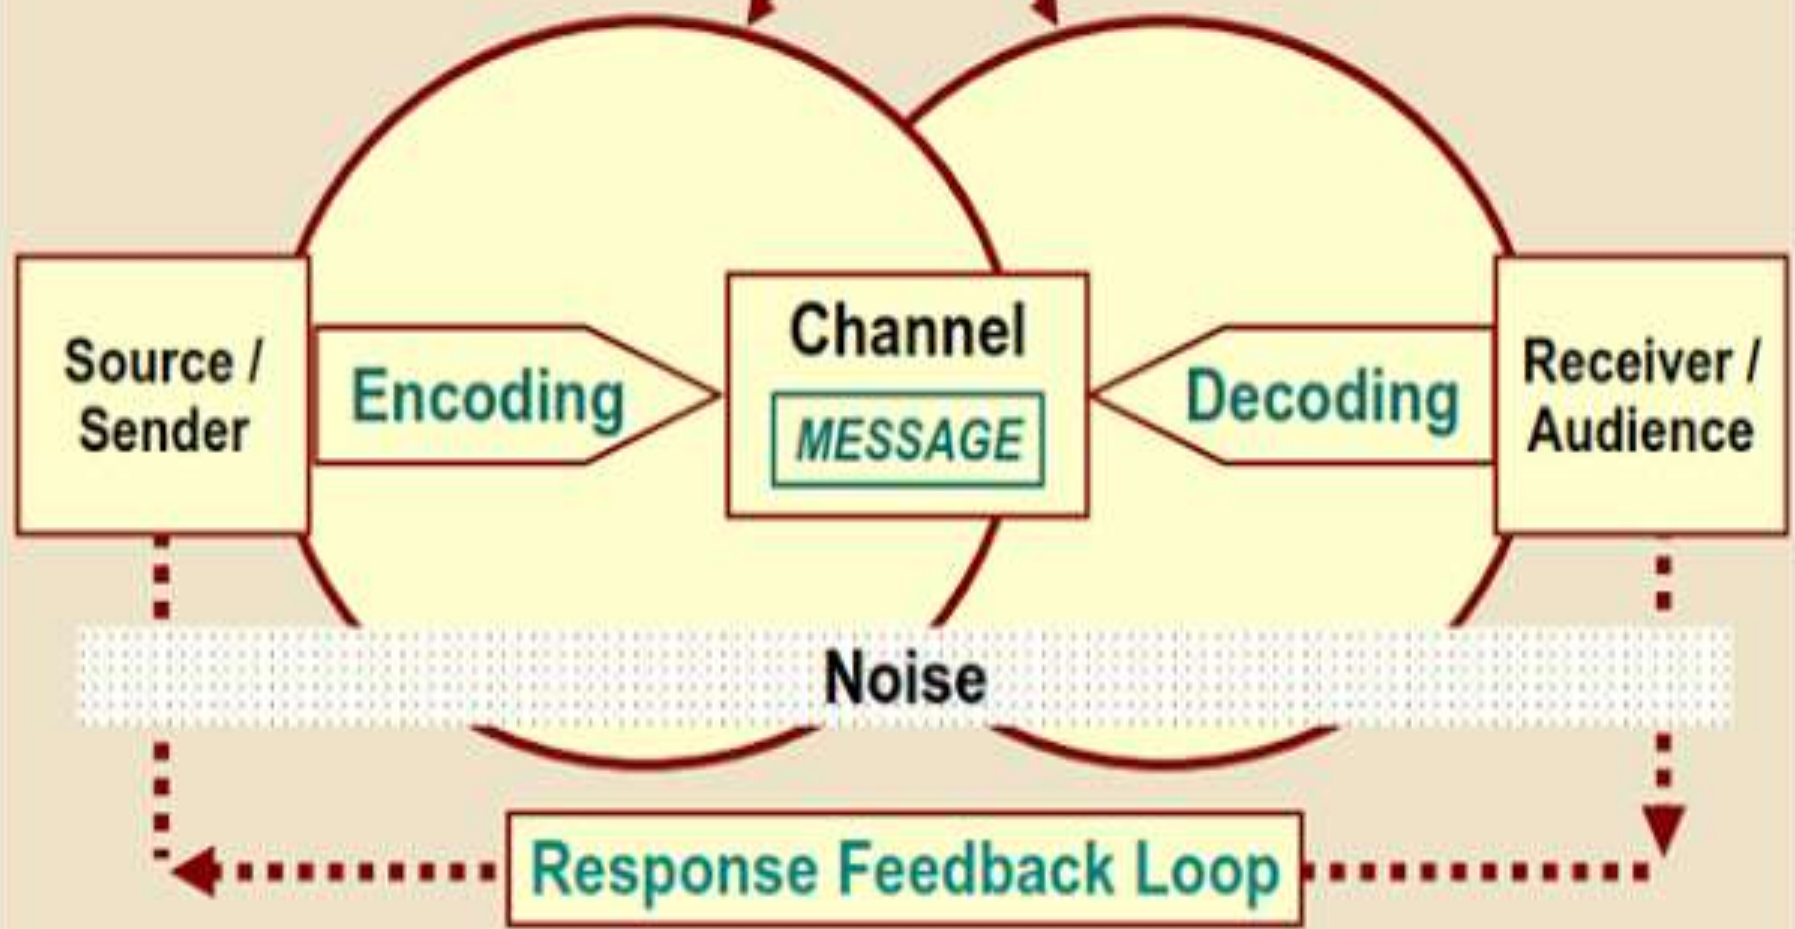 Source /
Sender
Encoding
Channel
MESSAGE
Decoding
Receiver /
Audience
Noise
Response Feedback Loop